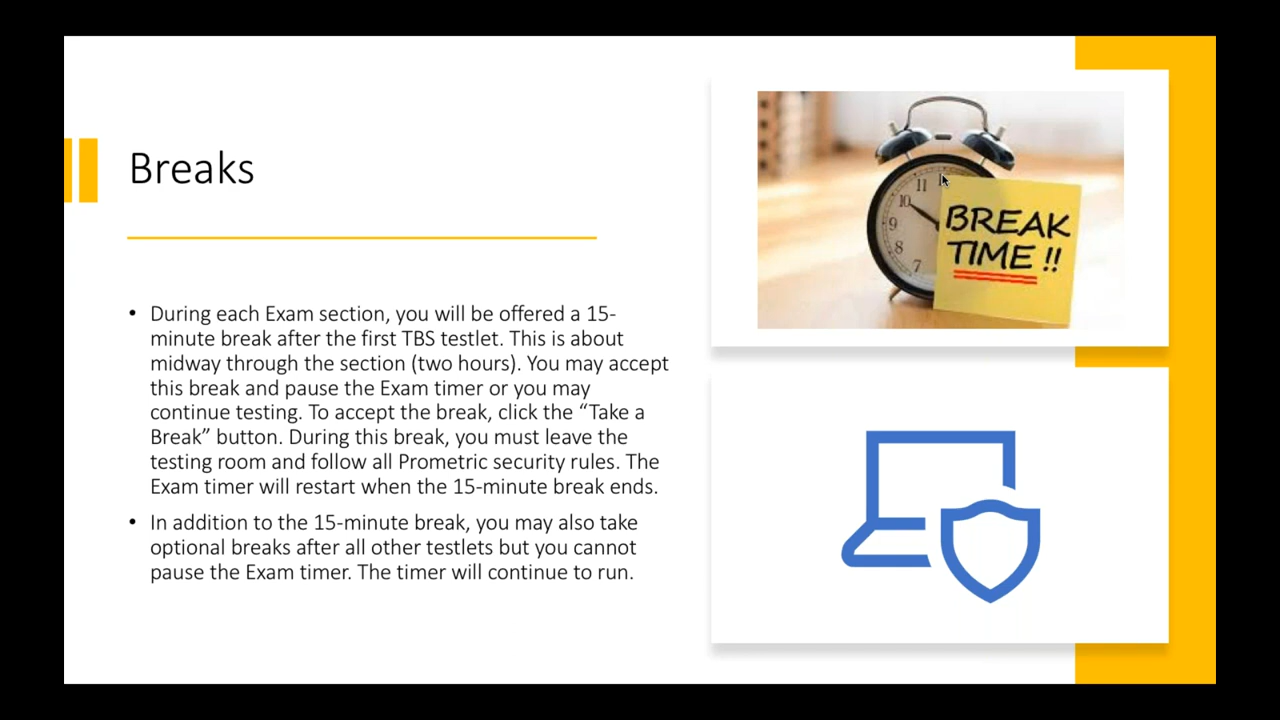 Breaks
• During each Exam section, you will be offered a 15-
minute break after the first TBS testlet. This is about
midway through the section (two hours). You may accept
this break and pause the Exam timer or you may
continue testing. To accept the break, click the “Take a
Break” button. During this break, you must leave the
testing room and follow all Prometric security rules. The
Exam timer will restart when the 15-minute break ends.
• In addition to the 15-minute break, you may also take
optional breaks after all other testlets but you cannot
pause the Exam timer. The timer will continue to run.
11
10
9
8
7
BREAK
TIME !!